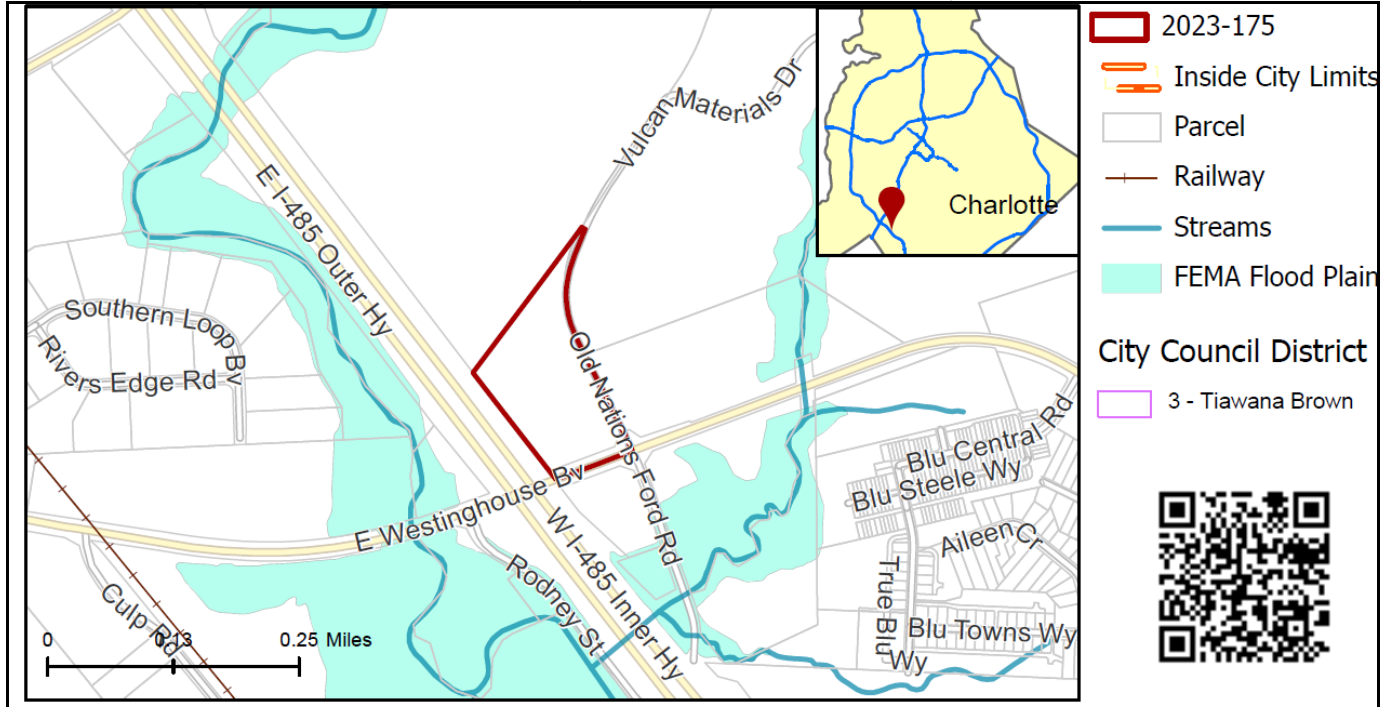 Vulcan Materials Dr
E I-485 Outer Hy
Charlotte
Southern Loop Bv
Rivers Edge Rd
Old Nations Ford Rd
E Westinghouse Bv
W I-485 Inner Hy
Rodney St
Culp Rd
Blu Central Rd
Blu Steele Wy
Aileen Cr
True Blu Wy
Blu Towns Wy
0 0.13 0.25 Miles
2023-175
Inside City Limits
Parcel
Railway
Streams
FEMA Flood Plain
City Council District
3 - Tiawana Brown